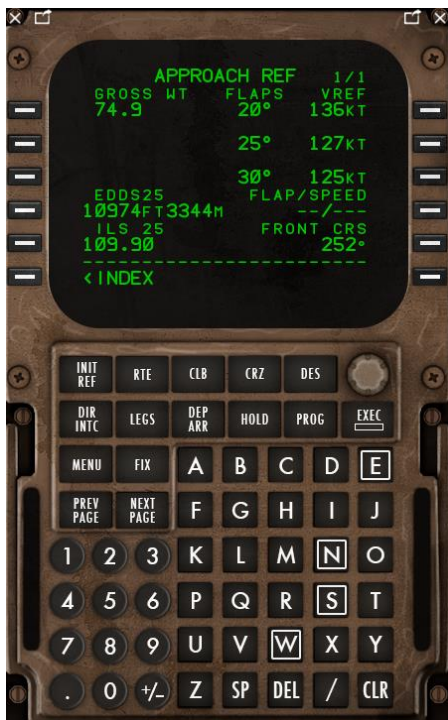 APPROACH REF 1/1
GROSS WT FLAPS VREF
74.9 20° 136KT
25° 127KT
30° 125KT
EDDS25 FLAP/SPEED
10974FT3344M --/---
ILS 25 FRONT CRS
109.90 252°
--------------------------
<INDEX
INIT REF RTE CLB CRZ DES
DIR INTC LEGS DEP ARR HOLD PROG EXEC
MENU FIX A B C D E
PREV PAGE NEXT PAGE F G H I J
1 2 3 K L M N O
4 5 6 P Q R S T
7 8 9 U V W X Y
. 0 +/- Z SP DEL / CLR